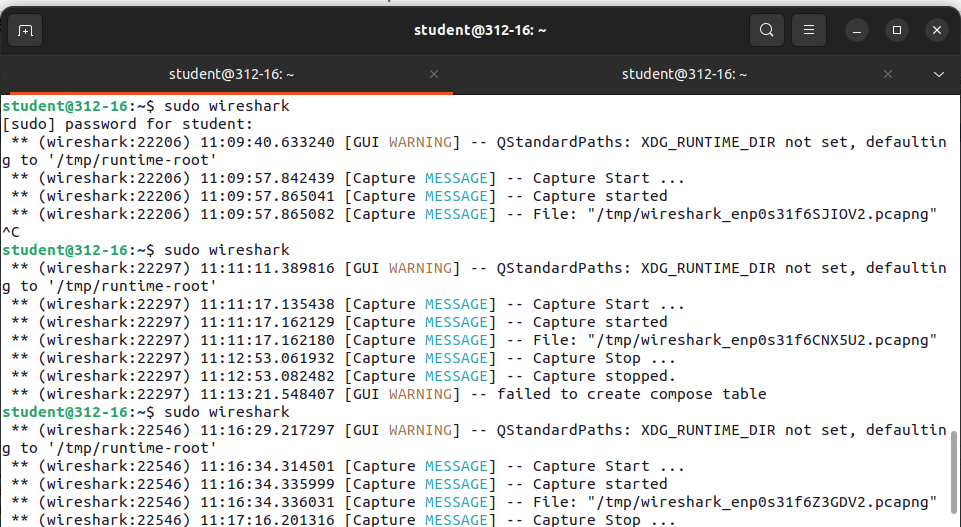 student@312-16: ~
student@312-16: ~
student@312-16: ~
student@312-16:~$ sudo wireshark
[sudo] password for student:
 ** (wireshark:22206) 11:09:40.633240 [GUI WARNING] -- QStandardPaths: XDG_RUNTIME_DIR not set, defaultin
g to '/tmp/runtime-root'
 ** (wireshark:22206) 11:09:57.842439 [Capture MESSAGE] -- Capture Start ...
 ** (wireshark:22206) 11:09:57.865041 [Capture MESSAGE] -- Capture started
 ** (wireshark:22206) 11:09:57.865082 [Capture MESSAGE] -- File: "/tmp/wireshark_enp0s31f6SJIOV2.pcapng"
^C
student@312-16:~$ sudo wireshark
 ** (wireshark:22297) 11:11:11.389816 [GUI WARNING] -- QStandardPaths: XDG_RUNTIME_DIR not set, defaultin
g to '/tmp/runtime-root'
 ** (wireshark:22297) 11:11:17.135438 [Capture MESSAGE] -- Capture Start ...
 ** (wireshark:22297) 11:11:17.162129 [Capture MESSAGE] -- Capture started
 ** (wireshark:22297) 11:11:17.162180 [Capture MESSAGE] -- File: "/tmp/wireshark_enp0s31f6CNX5U2.pcapng"
 ** (wireshark:22297) 11:12:53.061932 [Capture MESSAGE] -- Capture Stop ...
 ** (wireshark:22297) 11:12:53.082482 [Capture MESSAGE] -- Capture stopped.
 ** (wireshark:22297) 11:13:21.548407 [GUI WARNING] -- failed to create compose table
student@312-16:~$ sudo wireshark
 ** (wireshark:22546) 11:16:29.217297 [GUI WARNING] -- QStandardPaths: XDG_RUNTIME_DIR not set, defaultin
g to '/tmp/runtime-root'
 ** (wireshark:22546) 11:16:34.314501 [Capture MESSAGE] -- Capture Start ...
 ** (wireshark:22546) 11:16:34.335999 [Capture MESSAGE] -- Capture started
 ** (wireshark:22546) 11:16:34.336031 [Capture MESSAGE] -- File: "/tmp/wireshark_enp0s31f6Z3GDV2.pcapng"
 ** (wireshark:22546) 11:17:16.201316 [Capture MESSAGE] -- Capture Stop ...